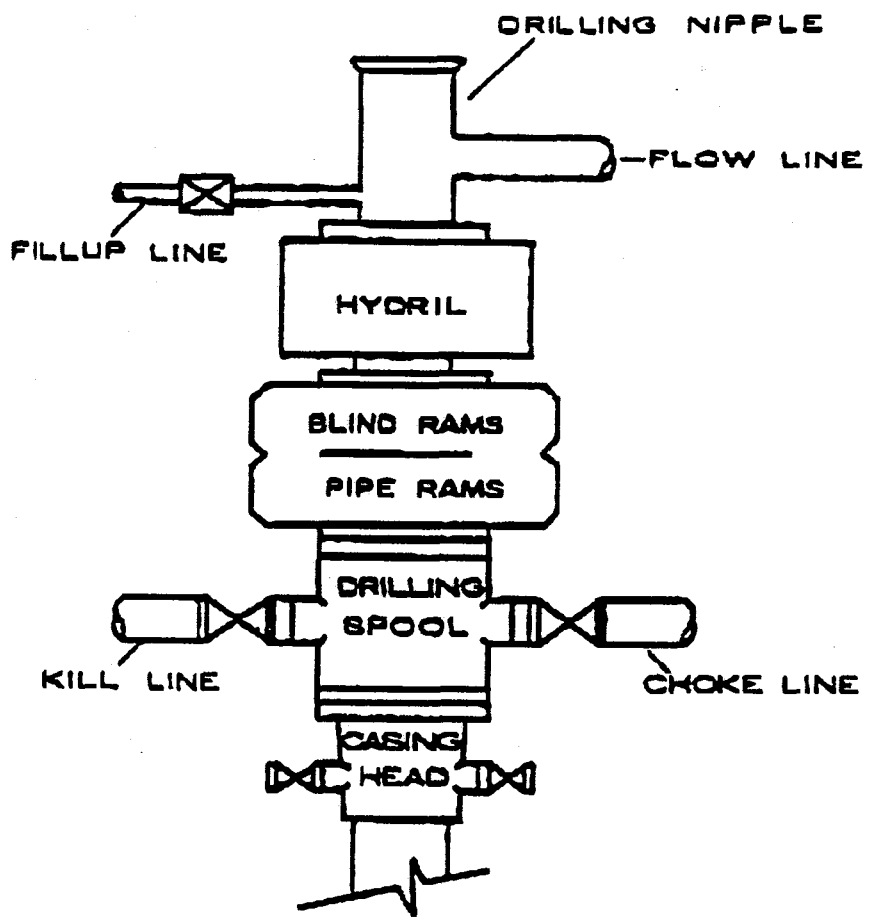 DRILLING NIPPLE
FLOW LINE
FILLUP LINE
HYDRIL
BLIND RAMS
PIPE RAMS
DRILLING
SPOOL
KILL LINE
CHOKE LINE
CASING
HEAD